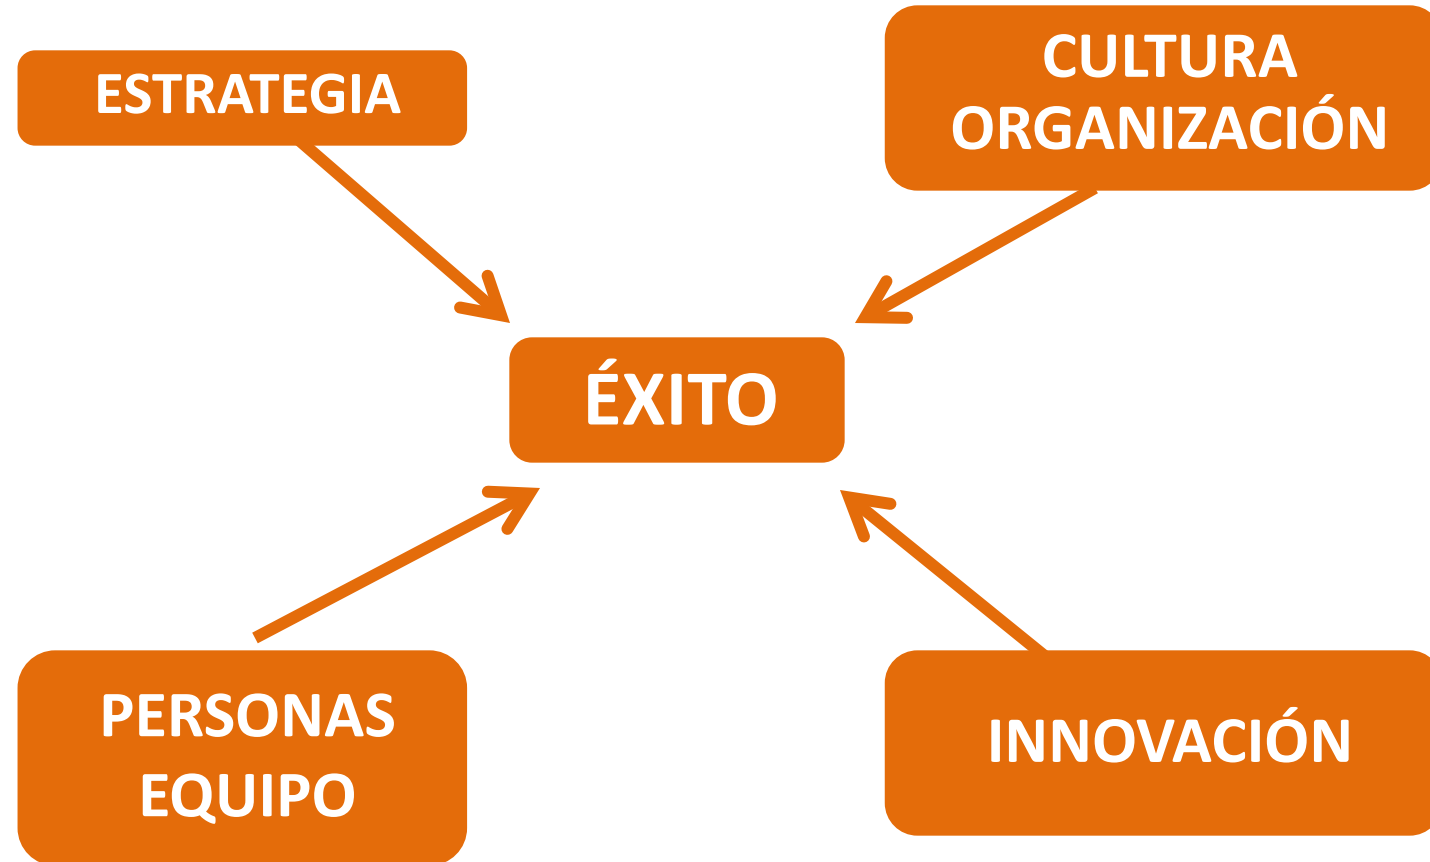 ESTRATEGIA
CULTURA
ORGANIZACIÓN
ÉXITO
PERSONAS
EQUIPO
INNOVACIÓN